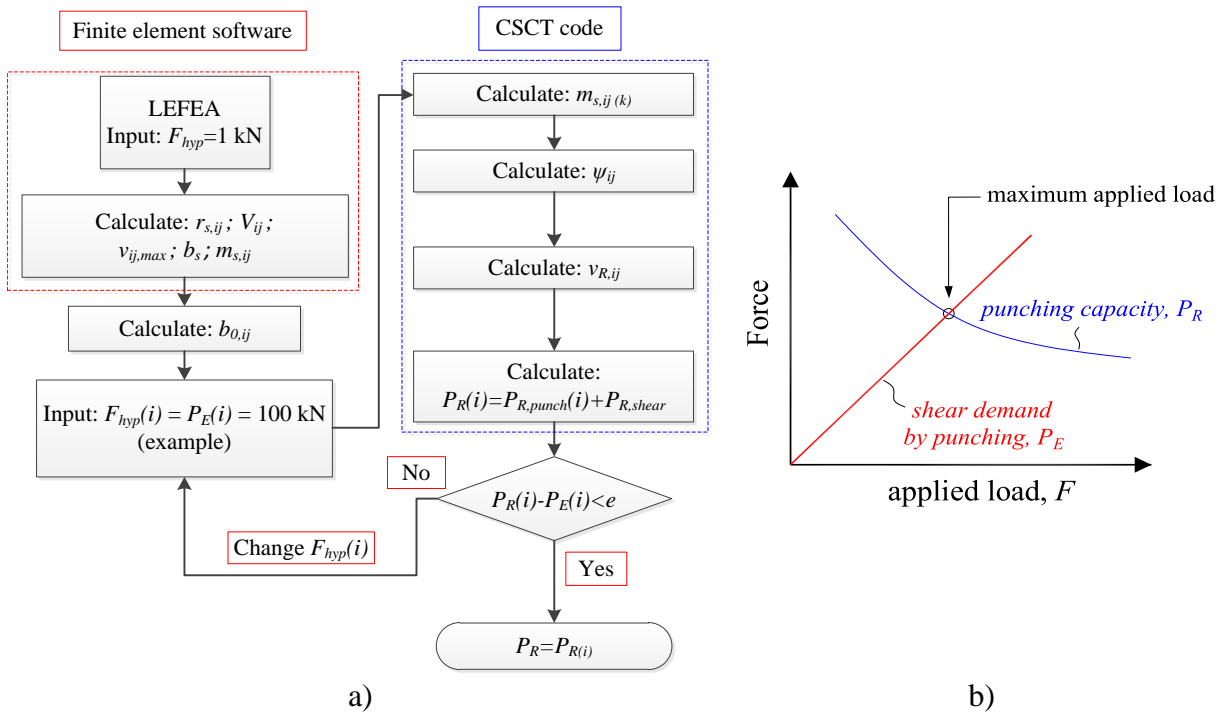 Finite element software
LEFEA
Input: F_hyp=1 kN
Calculate: r_s,ij ; V_ij ;
v_ij,max ; b_s ; m_s,ij
Calculate: b_0,ij
Input: F_hyp(i) = P_E(i) = 100 kN
(example)
CSCT code
Calculate: m_s,ij (k)
Calculate: ψ_ij
Calculate: v_R,ij
Calculate:
P_R(i)=P_R,punch(i)+P_R,shear
P_R(i)-P_E(i)<e
No
Change F_hyp(i)
Yes
P_R=P_R(i)
a)
Force
maximum applied load
punching capacity, P_R
shear demand
by punching, P_E
applied load, F
b)